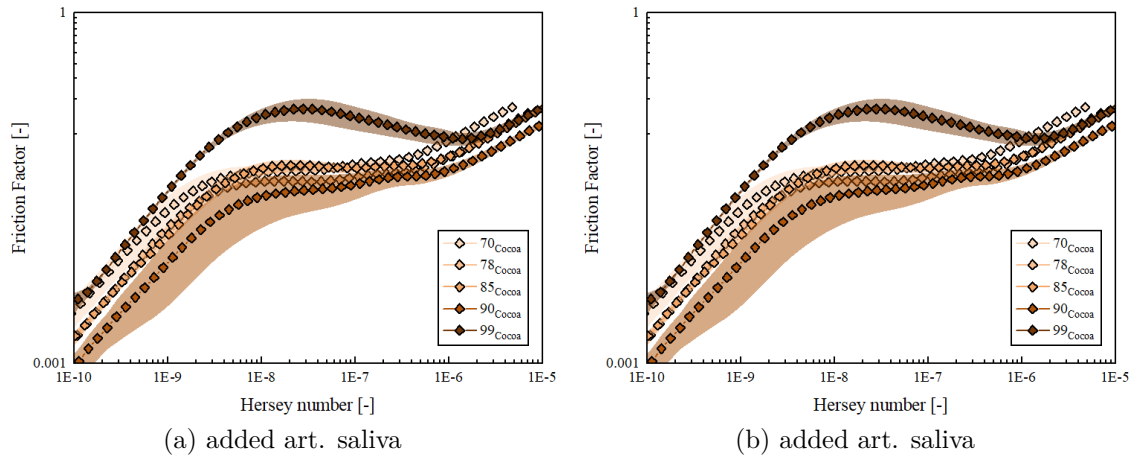 1
Friction Factor [-]
0.001
1E-10 1E-9 1E-8 1E-7 1E-6 1E-5
Hersey number [-]
70Cocoa
78Cocoa
85Cocoa
90Cocoa
99Cocoa
(a) added art. saliva
1
Friction Factor [-]
0.001
1E-10 1E-9 1E-8 1E-7 1E-6 1E-5
Hersey number [-]
70Cocoa
78Cocoa
85Cocoa
90Cocoa
99Cocoa
(b) added art. saliva